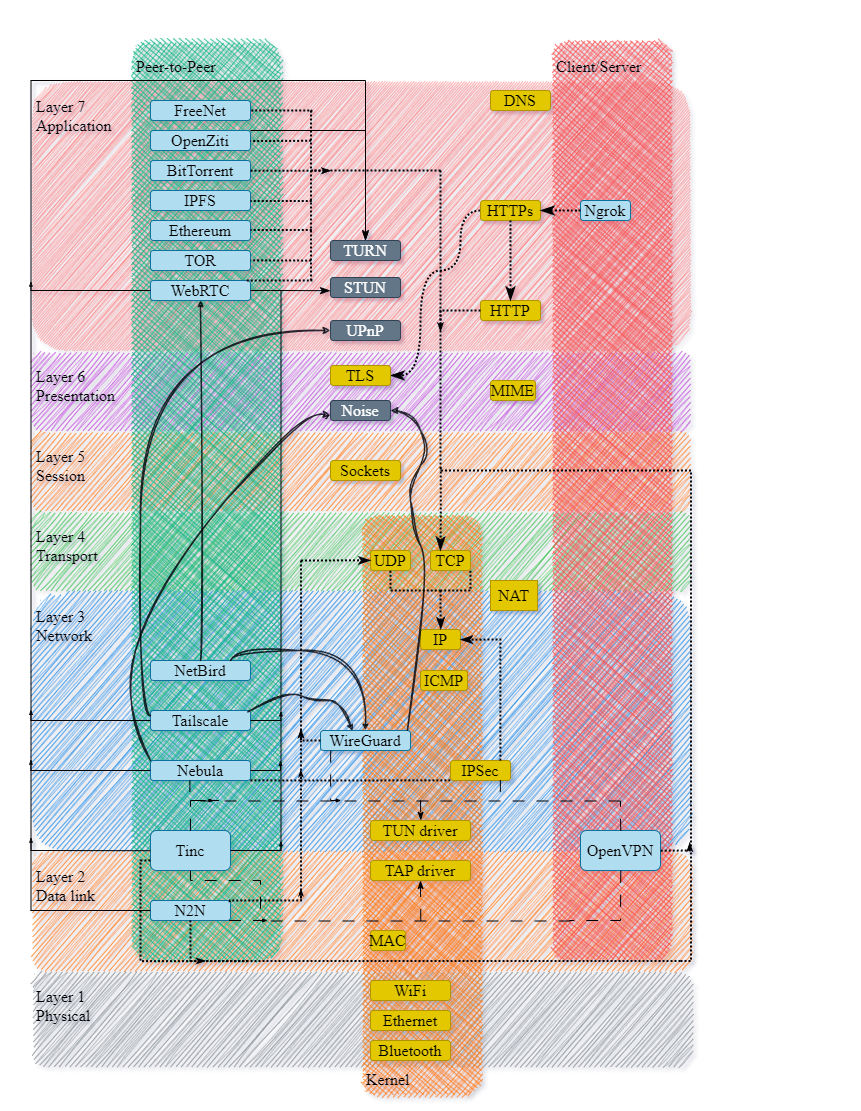 Peer-to-Peer
Client/Server
Layer 7
Application
FreeNet
OpenZiti
BitTorrent
IPFS
Ethereum
TOR
WebRTC
DNS
HTTPs
Ngrok
TURN
STUN
HTTP
UPnP
Layer 6
Presentation
TLS
MIME
Noise
Layer 5
Session
Sockets
Layer 4
Transport
UDP
TCP
NAT
Layer 3
Network
IP
NetBird
ICMP
Tailscale
WireGuard
Nebula
IPSec
TUN driver
Tinc
OpenVPN
Layer 2
Data link
TAP driver
N2N
MAC
Layer 1
Physical
WiFi
Ethernet
Bluetooth
Kernel